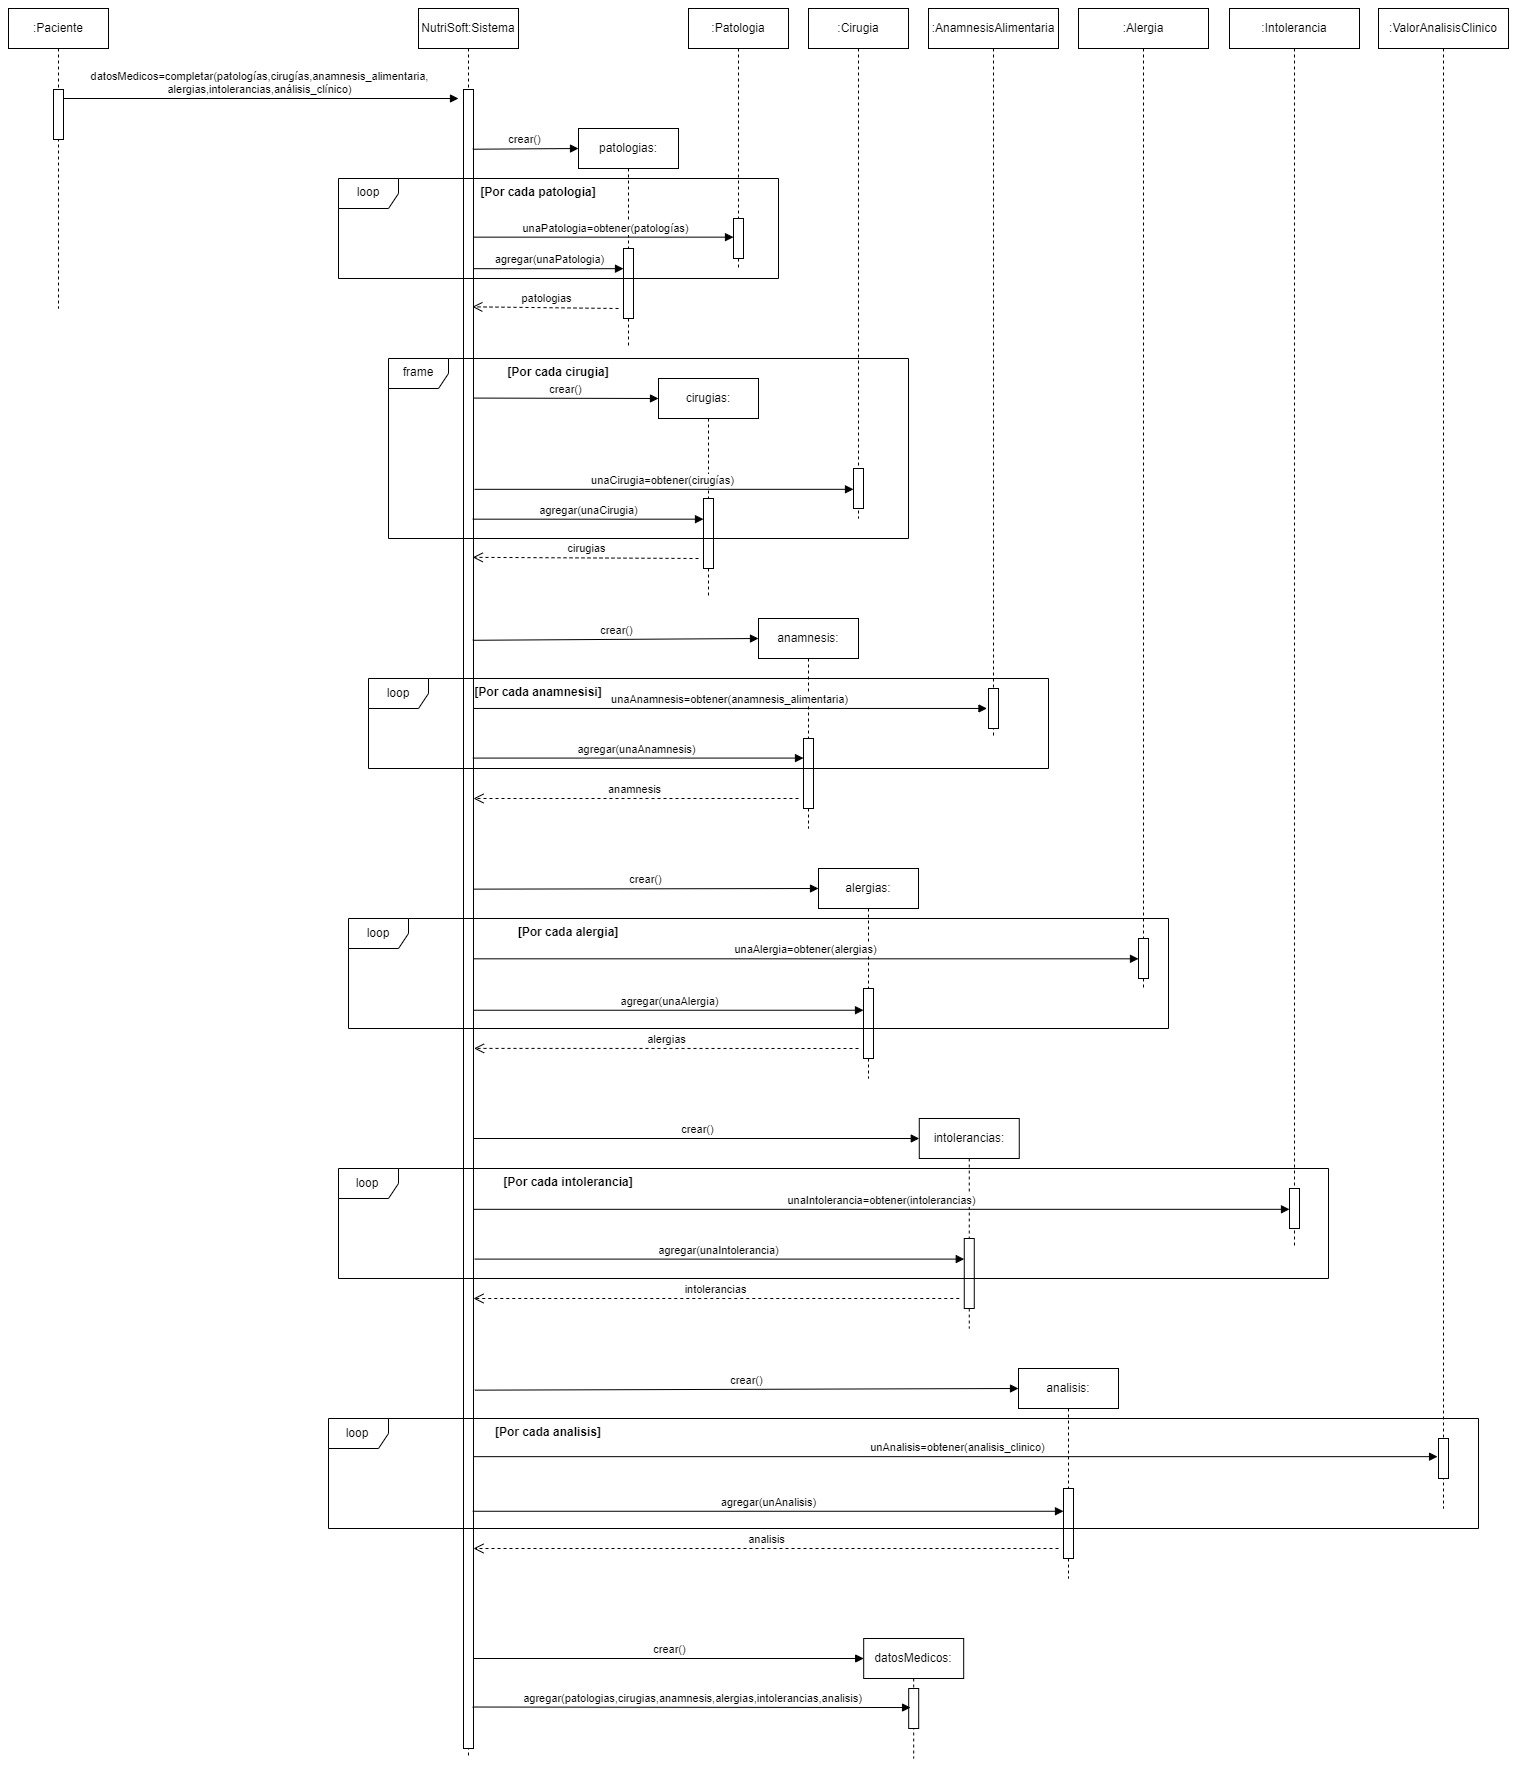 :Paciente
NutriSoft:Sistema
:Patologia
:Cirugia
:AnamnesisAlimentaria
:Alergia
:Intolerancia
:ValorAnalisisClinico
datosMedicos=completar(patologías,cirugías,anamnesis_alimentaria,
alergias,intolerancias,análisis_clínico)
crear()
patologias:
loop
[Por cada patologia]
unaPatologia=obtener(patologías)
agregar(unaPatologia)
patologias
frame
[Por cada cirugia]
crear()
cirugias:
unaCirugia=obtener(cirugías)
agregar(unaCirugia)
cirugias
crear()
anamnesis:
loop
[Por cada anamnesisi]
unaAnamnesis=obtener(anamnesis_alimentaria)
agregar(unaAnamnesis)
anamnesis
crear()
alergias:
loop
[Por cada alergia]
unaAlergia=obtener(alergias)
agregar(unaAlergia)
alergias
crear()
intolerancias:
loop
[Por cada intolerancia]
unaIntolerancia=obtener(intolerancias)
agregar(unaIntolerancia)
intolerancias
crear()
analisis:
loop
[Por cada analisis]
unAnalisis=obtener(analisis_clinico)
agregar(unAnalisis)
analisis
crear()
datosMedicos:
agregar(patologias,cirugias,anamnesis,alergias,intolerancias,analisis)